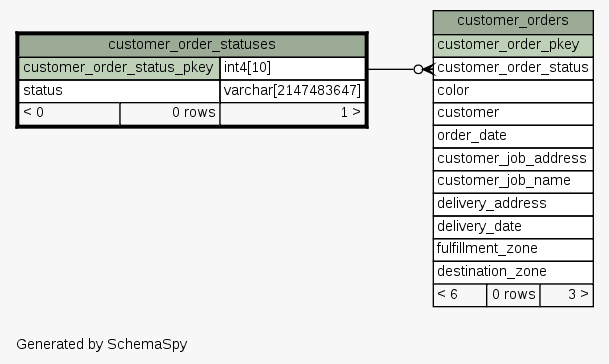 customer_order_statuses
customer_order_status_pkey int4[10]
status varchar[2147483647]
< 0 0 rows 1 >
customer_orders
customer_order_pkey
customer_order_status
color
customer
order_date
customer_job_address
customer_job_name
delivery_address
delivery_date
fulfillment_zone
destination_zone
< 6 0 rows 3 >
Generated by SchemaSpy